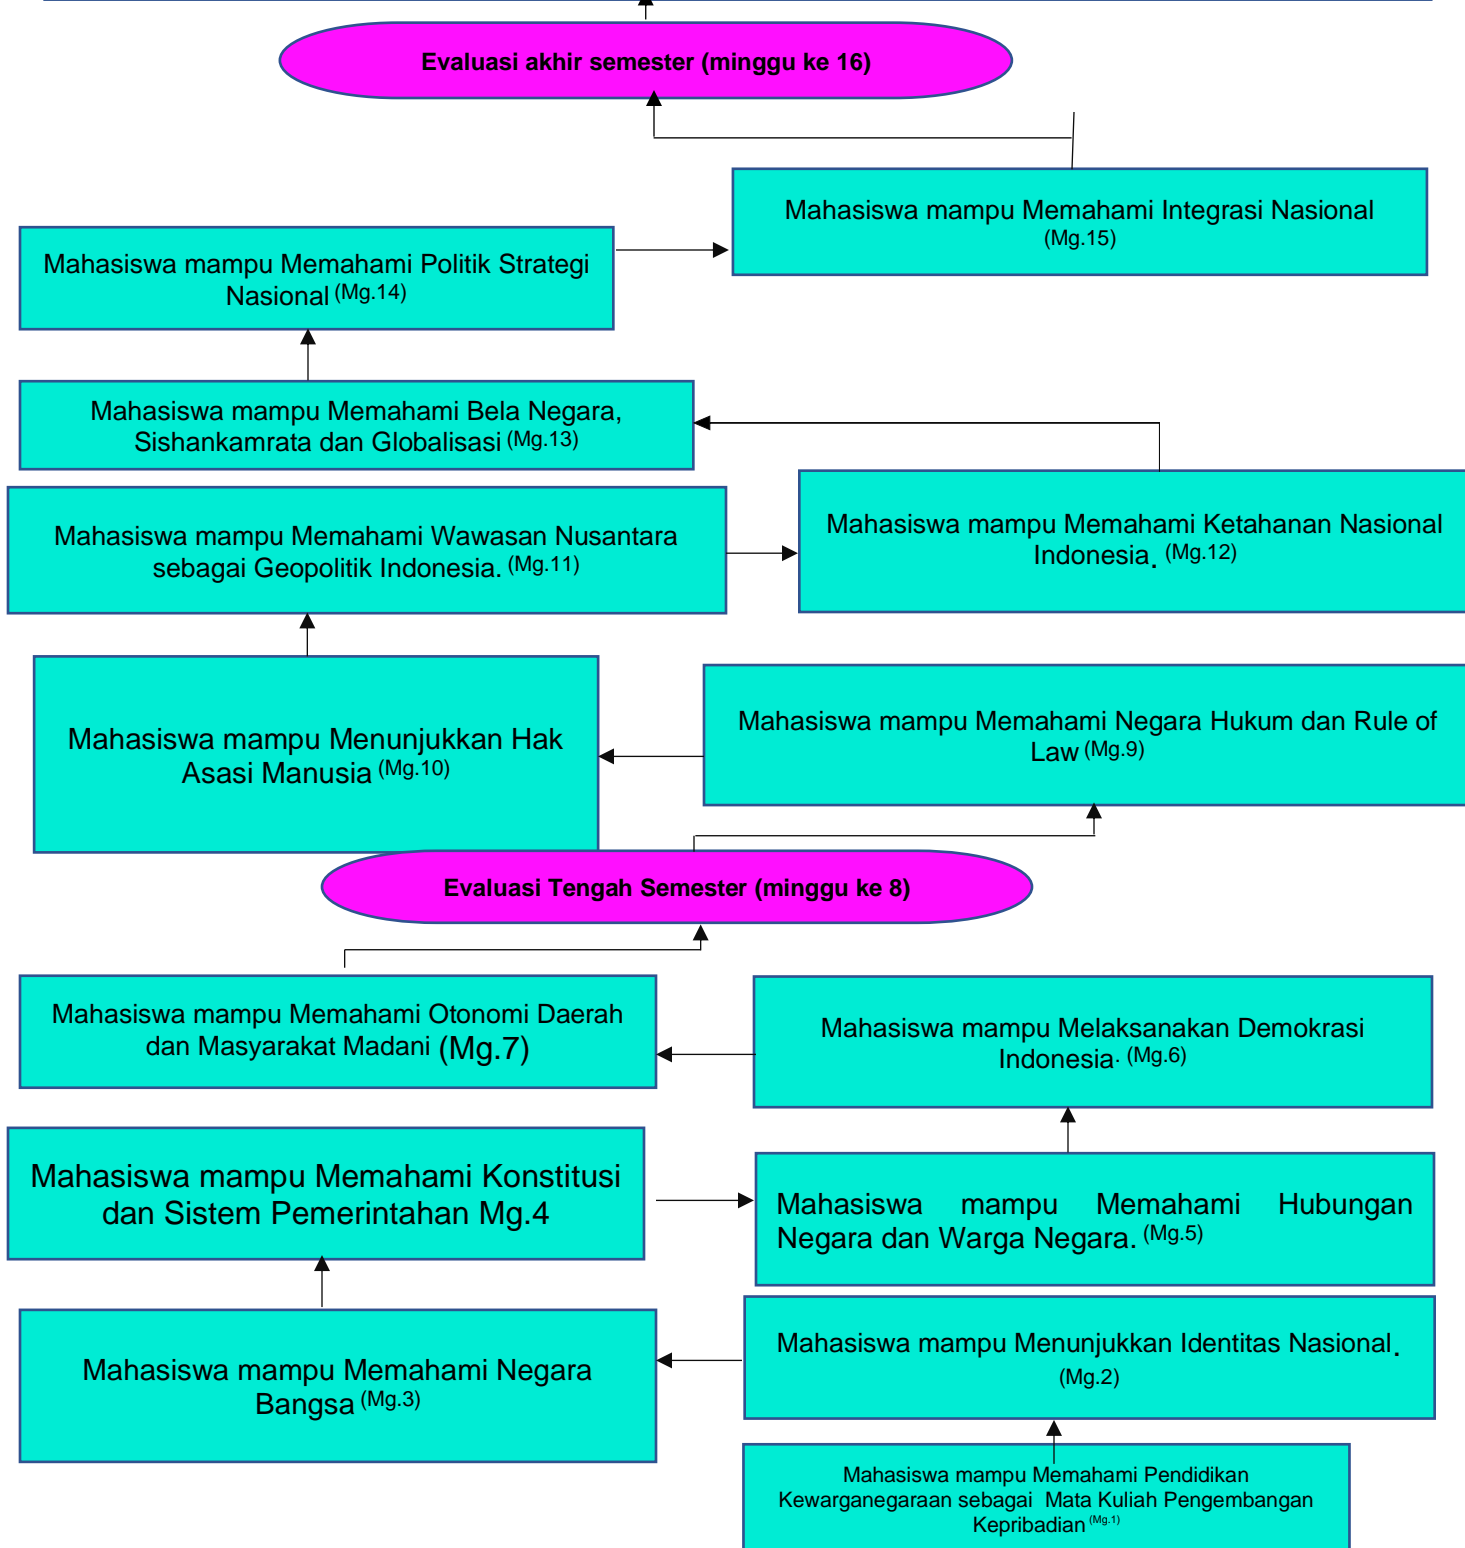 Evaluasi akhir semester (minggu ke 16)
Mahasiswa mampu Memahami Integrasi Nasional
(Mg.15)
Mahasiswa mampu Memahami Politik Strategi
Nasional (Mg.14)
Mahasiswa mampu Memahami Bela Negara,
Sishankamrata dan Globalisasi (Mg.13)
Mahasiswa mampu Memahami Wawasan Nusantara
sebagai Geopolitik Indonesia. (Mg.11)
Mahasiswa mampu Memahami Ketahanan Nasional
Indonesia. (Mg.12)
Mahasiswa mampu Menunjukkan Hak
Asasi Manusia (Mg.10)
Mahasiswa mampu Memahami Negara Hukum dan Rule of
Law (Mg.9)
Evaluasi Tengah Semester (minggu ke 8)
Mahasiswa mampu Memahami Otonomi Daerah
dan Masyarakat Madani (Mg.7)
Mahasiswa mampu Melaksanakan Demokrasi
Indonesia. (Mg.6)
Mahasiswa mampu Memahami Konstitusi
dan Sistem Pemerintahan Mg.4
Mahasiswa mampu Memahami Hubungan
Negara dan Warga Negara. (Mg.5)
Mahasiswa mampu Memahami Negara
Bangsa (Mg.3)
Mahasiswa mampu Menunjukkan Identitas Nasional.
(Mg.2)
Mahasiswa mampu Memahami Pendidikan
Kewarganegaraan sebagai Mata Kuliah Pengembangan
Kepribadian (Mg.1)